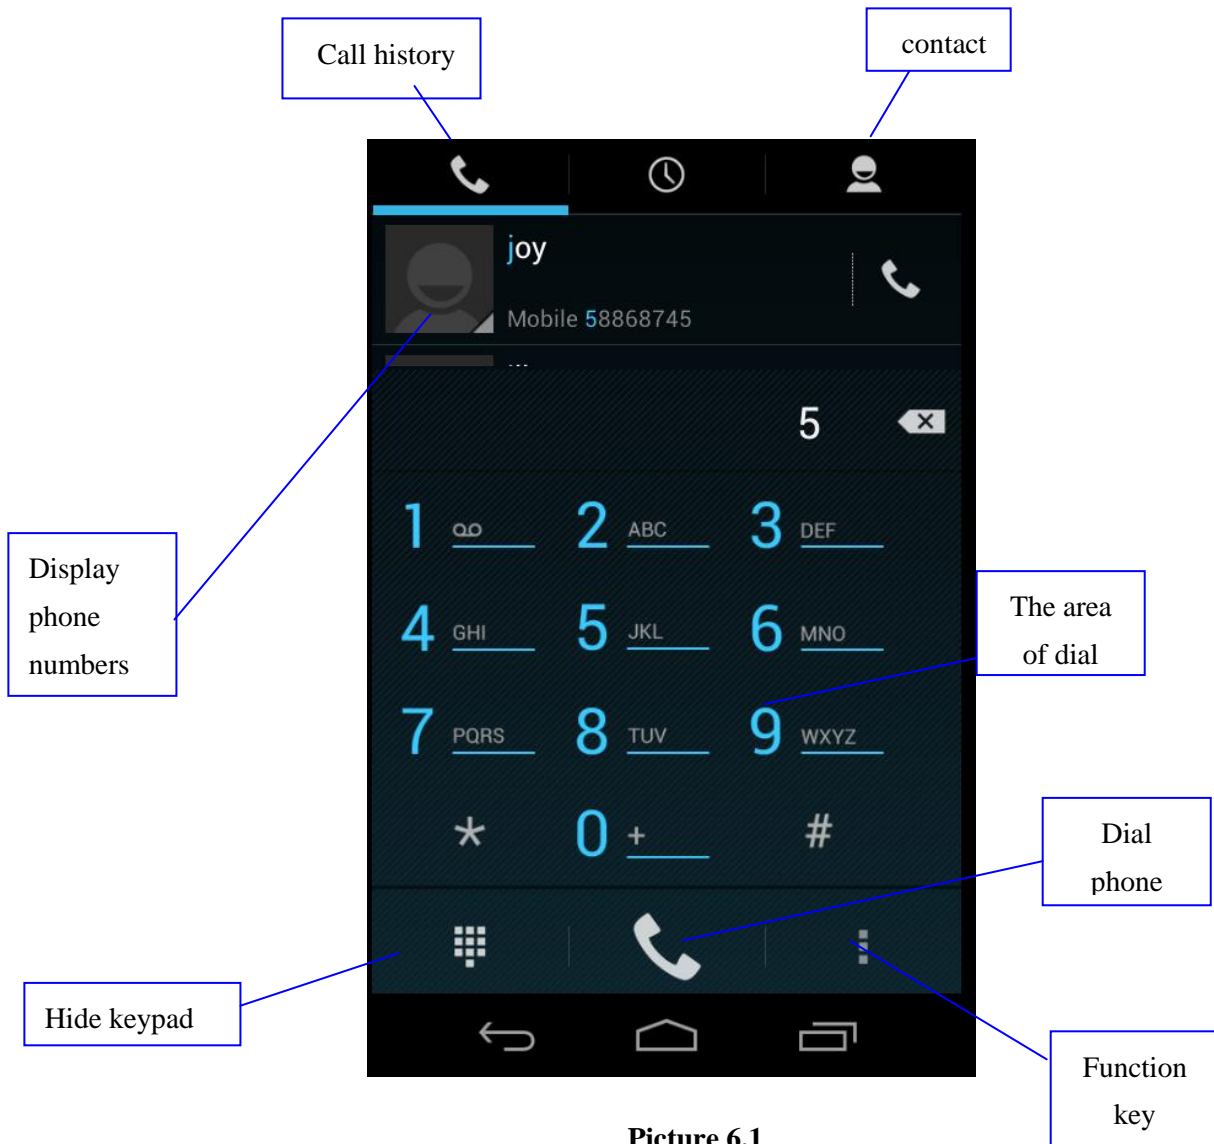 Call history
contact
joy
Mobile 58868745
5
1
2 ABC
3 DEF
4 GHI
5 JKL
6 MNO
7 PQRS
8 TUV
9 WXYZ
*
0 +
#
Display
phone
numbers
The area
of dial
Dial
phone
Hide keypad
Function
key
Picture 6.1